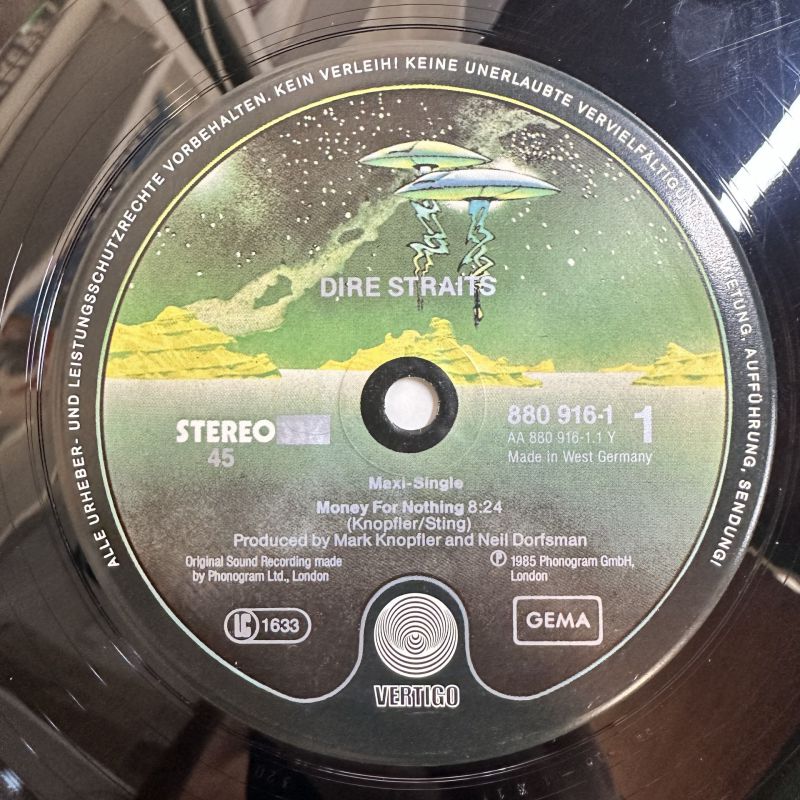 ALLE URHEBER- UND LEISTUNGSSCHUTZRECHTE VORBEHALTEN. KEIN VERLEIH! KEINE UNERLAUBTE VERVIELFÄLTIGUNG, AUFFÜHRUNG, SENDUNG!
DIRE STRAITS
STEREO
45
880 916-1
AA 880 916-1.1 Y
Made in West Germany
1
Maxi-Single
Money For Nothing 8:24
(Knopfler/Sting)
Produced by Mark Knopfler and Neil Dorfsman
Original Sound Recording made
by Phonogram Ltd., London
℗ 1985 Phonogram GmbH,
London
LC 1633
GEMA
VERTIGO